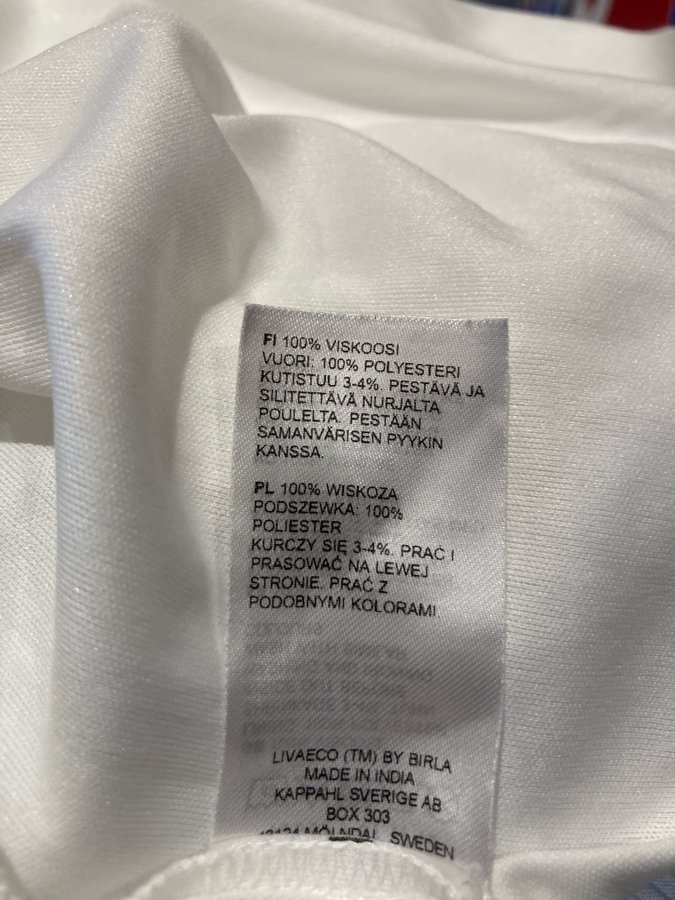 FI 100% VISKOOSI
VUORI: 100% POLYESTERI
KUTISTUU 3-4%. PESTÄVÄ JA
SILITETTÄVÄ NURJALTA
POULELTA. PESTÄÄN
SAMANVÄRISEN PYYKIN
KANSSA.
PL 100% WISKOZA
PODSZEWKA: 100%
POLIESTER
KURCZY SIĘ 3-4%. PRAĆ I
PRASOWAĆ NA LEWEJ
STRONIE. PRAĆ Z
PODOBNYMI KOLORAMI.
LIVAECO (TM) BY BIRLA
MADE IN INDIA
KAPPAHL SVERIGE AB
BOX 303
MÖLNDAL SWEDEN